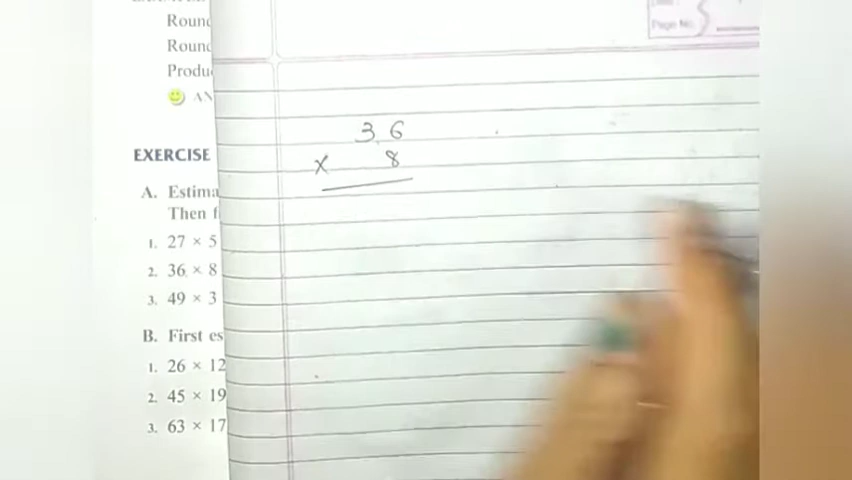 Round
Round
Produ
AN
Page No. 5
EXERCISE
A. Estima
Then f
1. 27 × 5
2. 36 × 8
3. 49 × 3
B. First es
1. 26 × 12
2. 45 × 19
3. 63 × 17
3 6
× 8